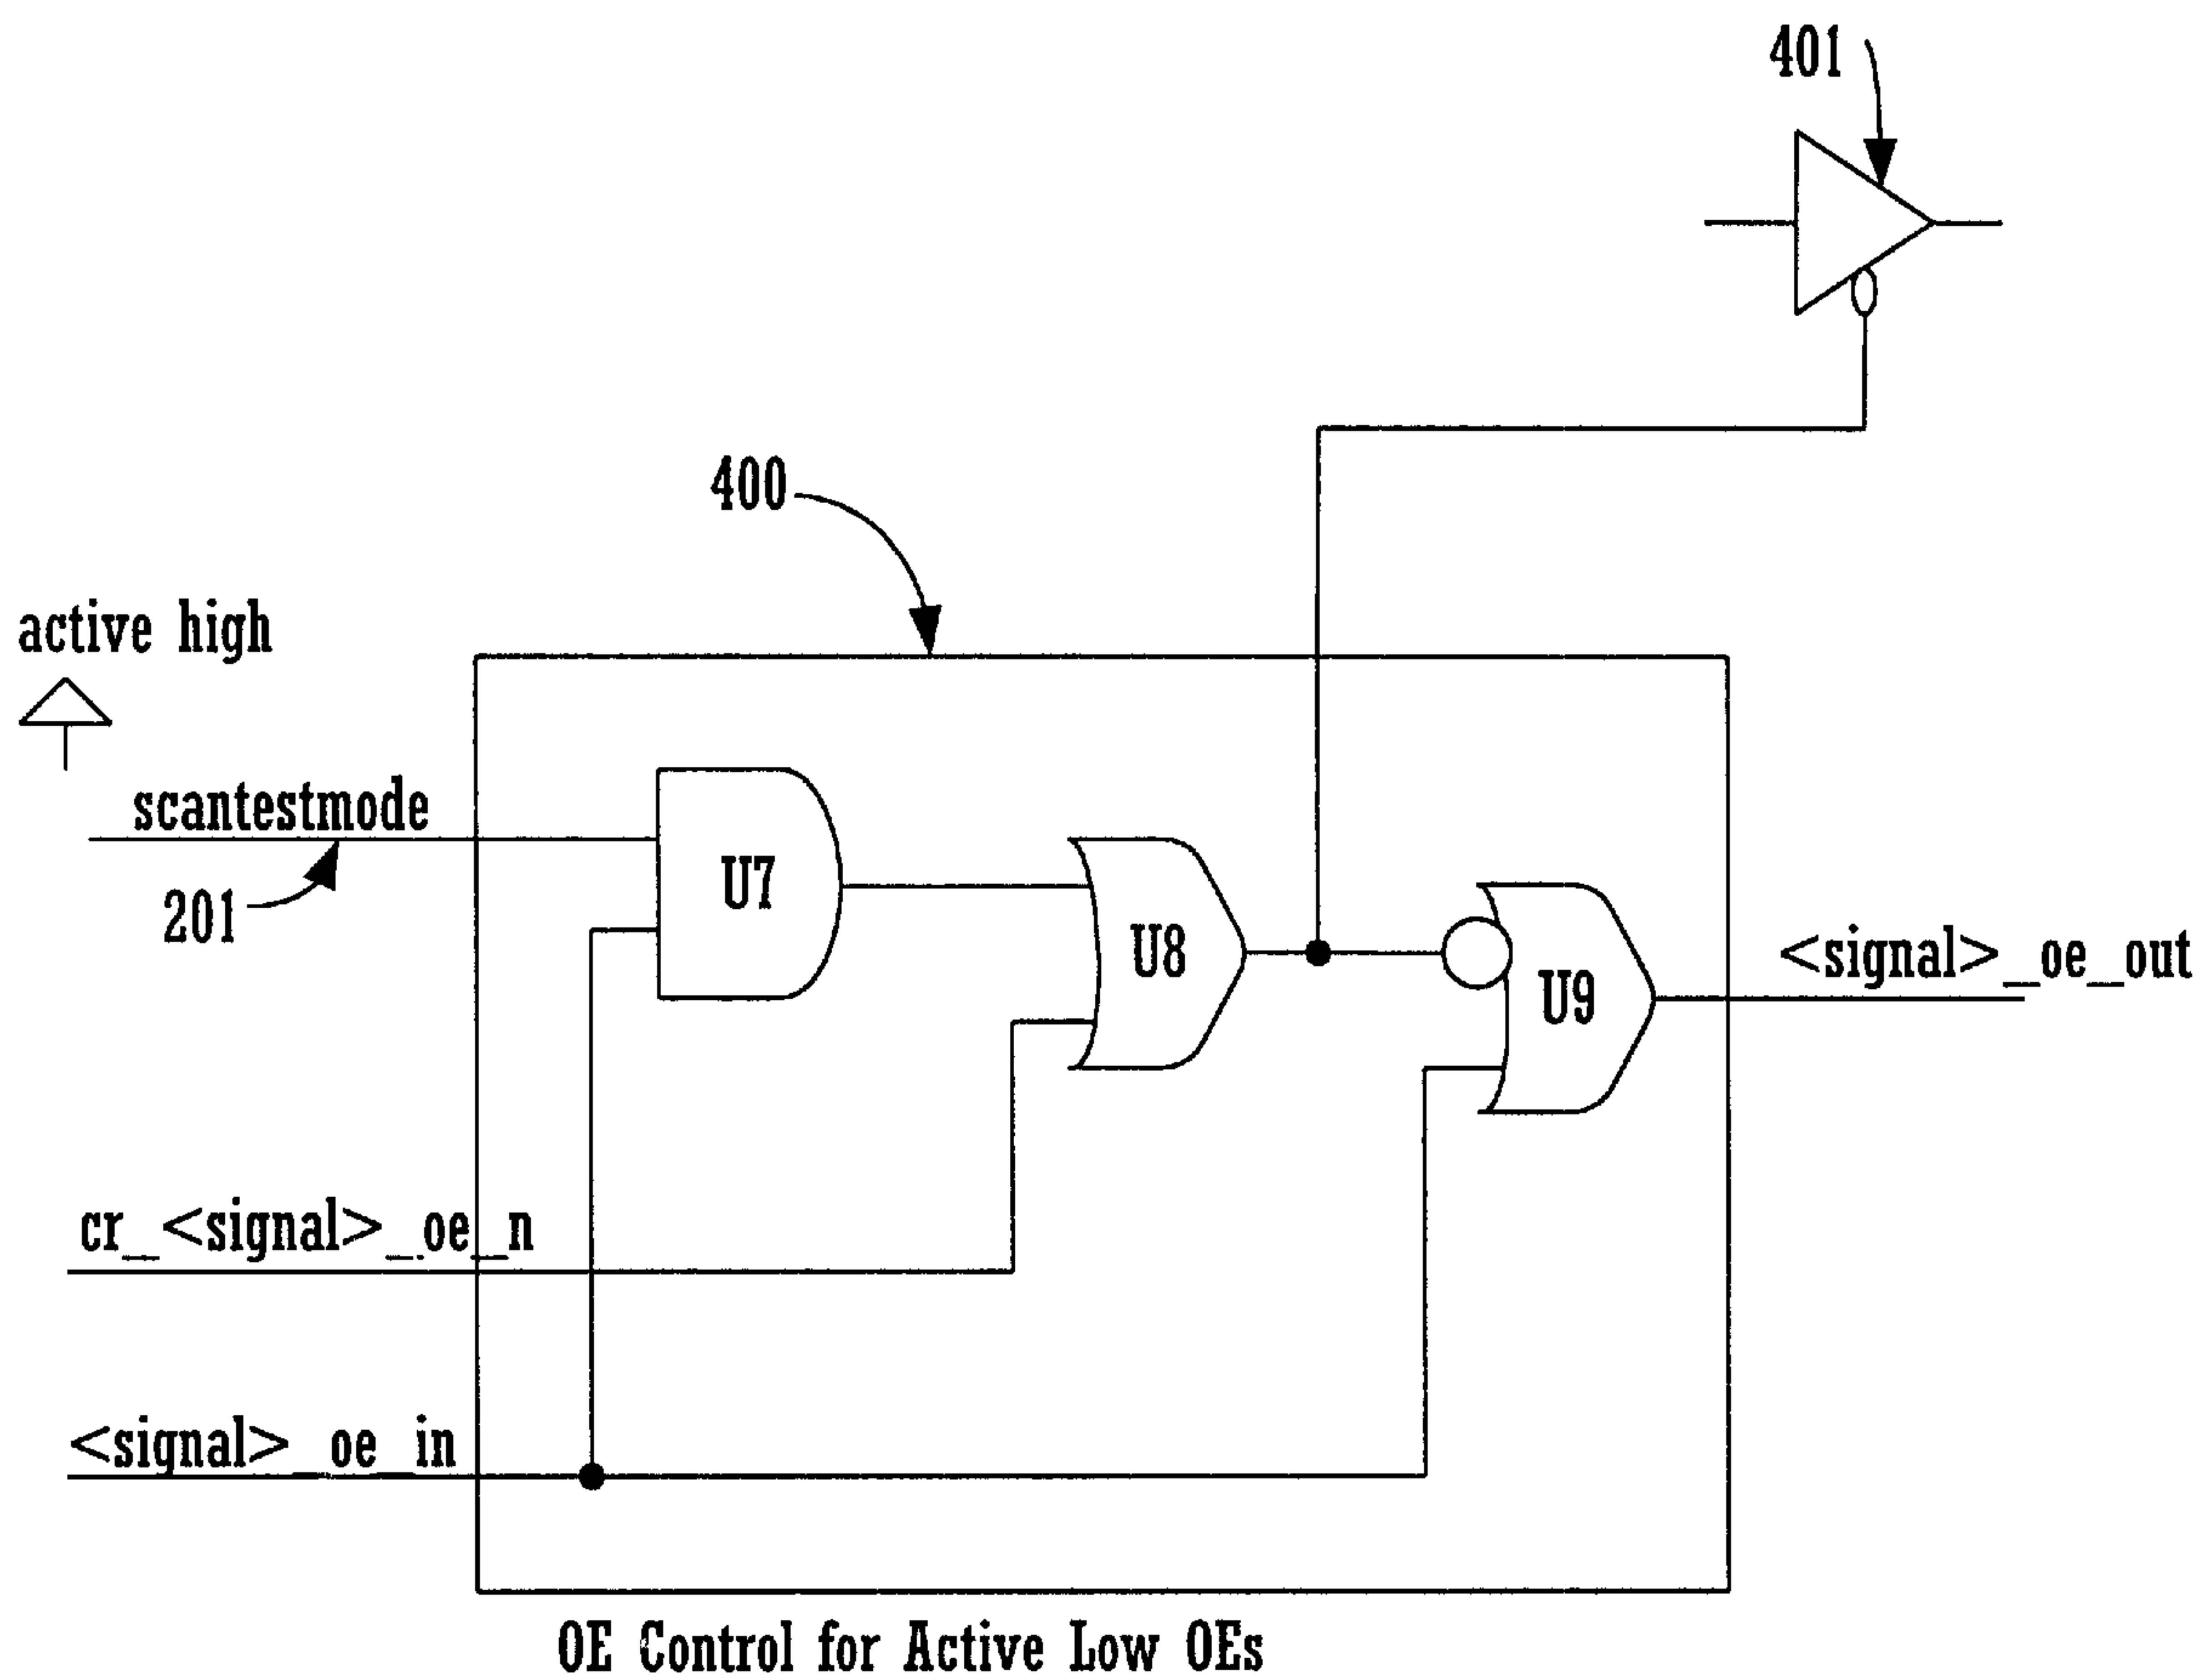 401
400
active high
scantestmode
201
U7
U8
U9
<signal>_oe_out
cr_<signal>_oe_n
<signal>_oe_in
OE Control for Active Low OEs